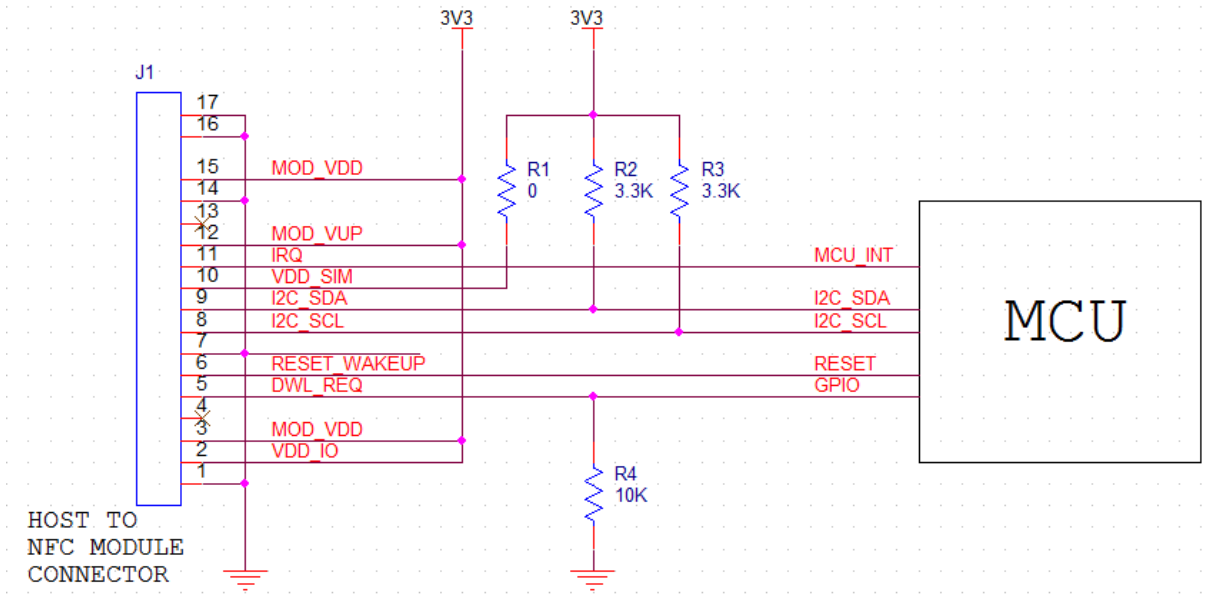 3V3 3V3
J1
17
16
15 MOD_VDD
14
13
12 MOD_VUP
11 IRQ MCU_INT
10 VDD_SIM
9 I2C_SDA I2C_SDA
8 I2C_SCL I2C_SCL
7
6 RESET_WAKEUP RESET
5 DWL_REQ GPIO
4
3 MOD_VDD
2 VDD_IO
1
R1
0
R2
3.3K
R3
3.3K
MCU
R4
10K
HOST TO
NFC MODULE
CONNECTOR